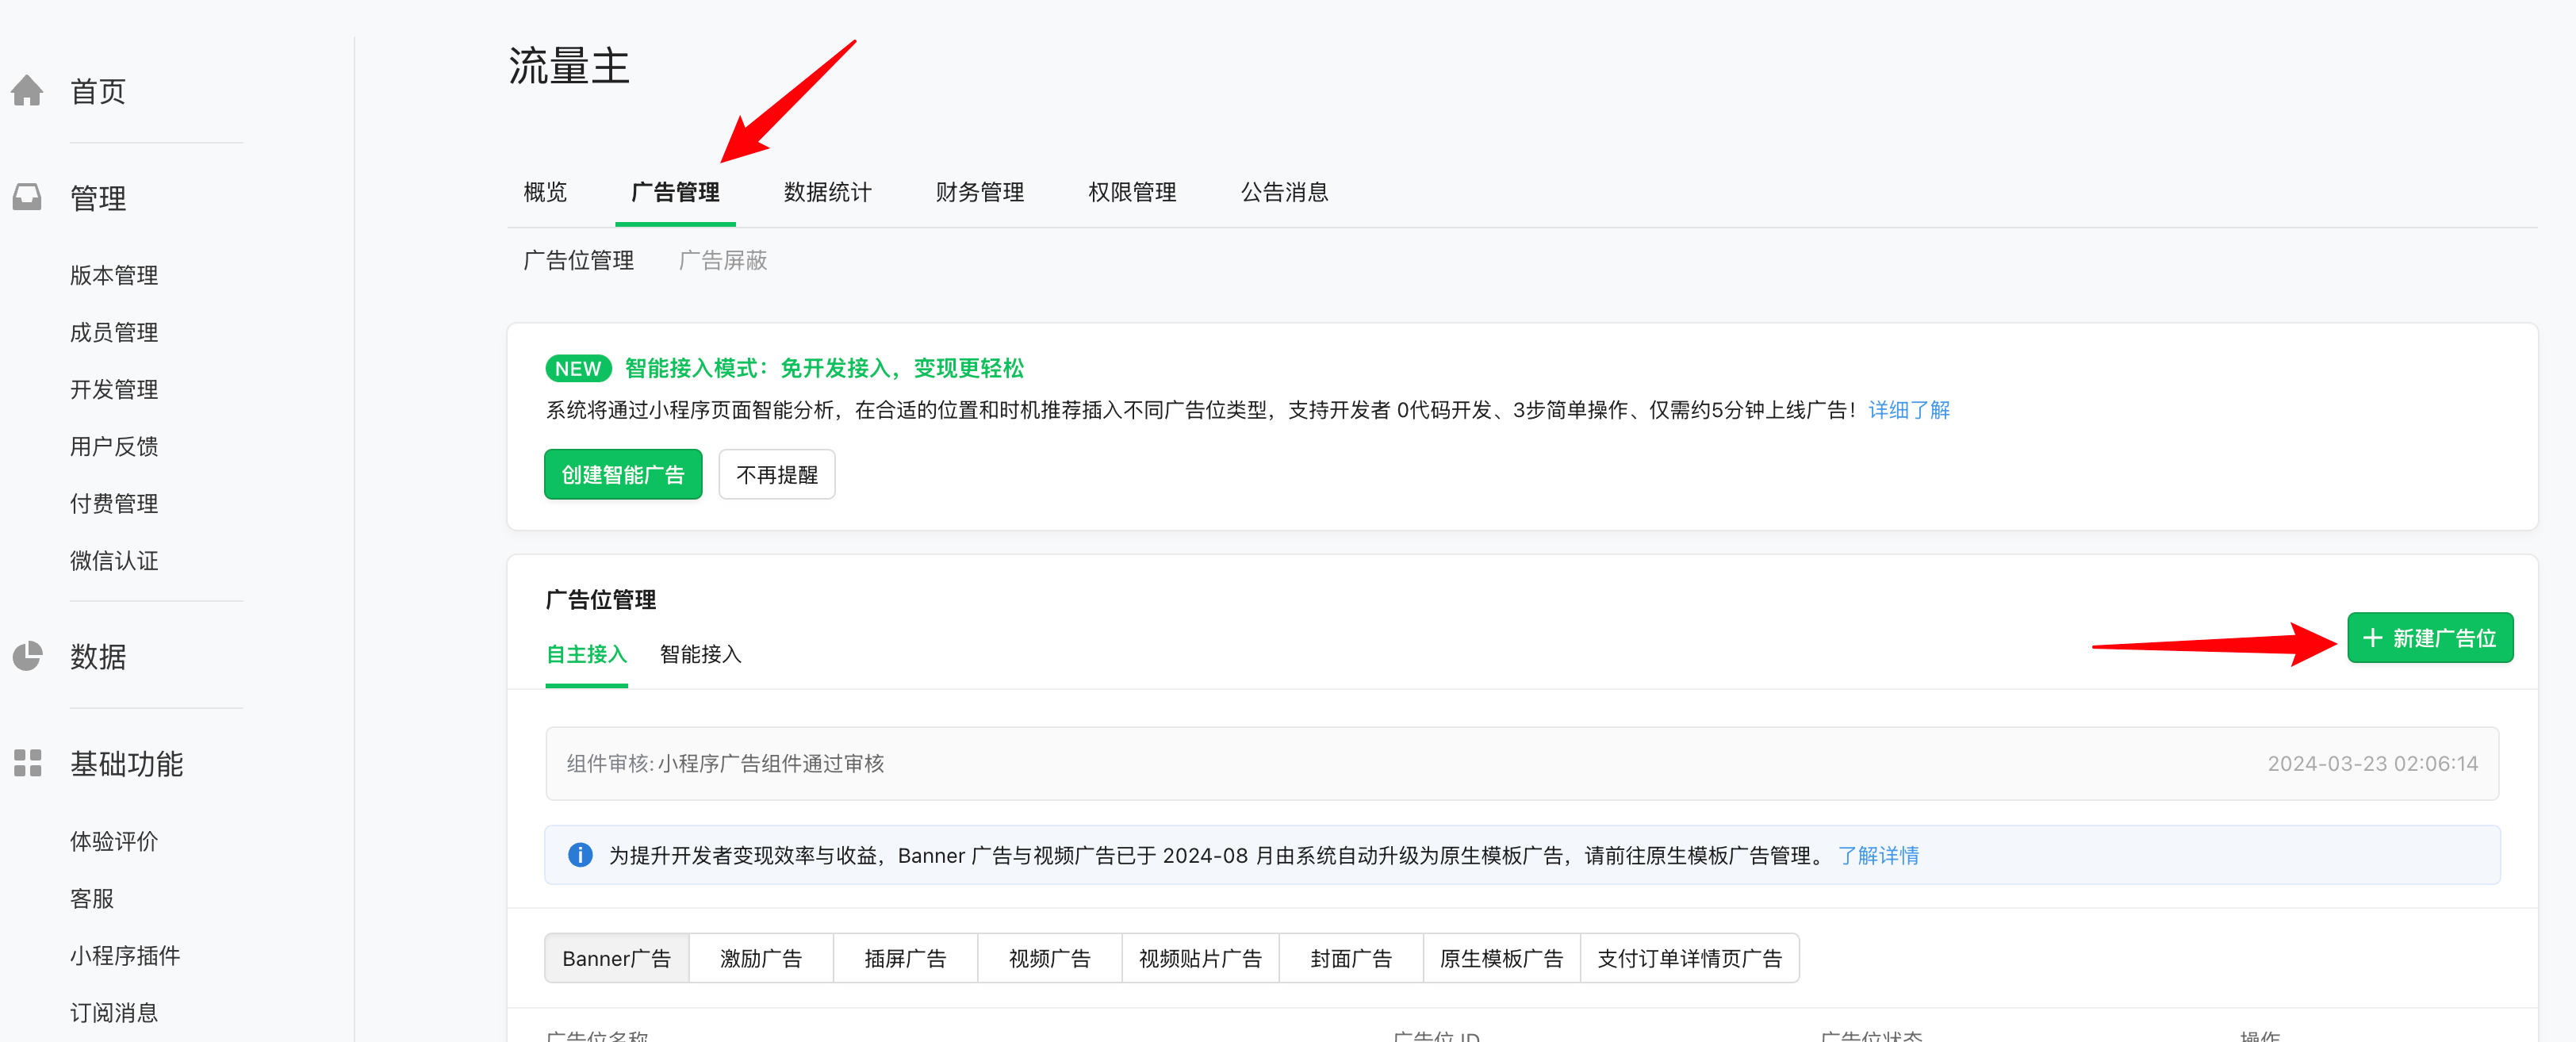 首页
管理
版本管理
成员管理
开发管理
用户反馈
付费管理
微信认证
数据
基础功能
体验评价
客服
小程序插件
订阅消息
流量主
概览 广告管理 数据统计 财务管理 权限管理 公告消息
广告位管理 广告屏蔽
NEW 智能接入模式：免开发接入，变现更轻松
系统将通过小程序页面智能分析，在合适的位置和时机推荐插入不同广告位类型，支持开发者 0代码开发、3步简单操作、仅需约5分钟上线广告！详细了解
创建智能广告 不再提醒
广告位管理
自主接入 智能接入
+ 新建广告位
组件审核: 小程序广告组件通过审核 2024-03-23 02:06:14
为提升开发者变现效率与收益，Banner 广告与视频广告已于 2024-08 月由系统自动升级为原生模板广告，请前往原生模板广告管理。 了解详情
Banner广告 激励广告 插屏广告 视频广告 视频贴片广告 封面广告 原生模板广告 支付订单详情页广告
广告位名称 广告位 ID 广告位状态 操作